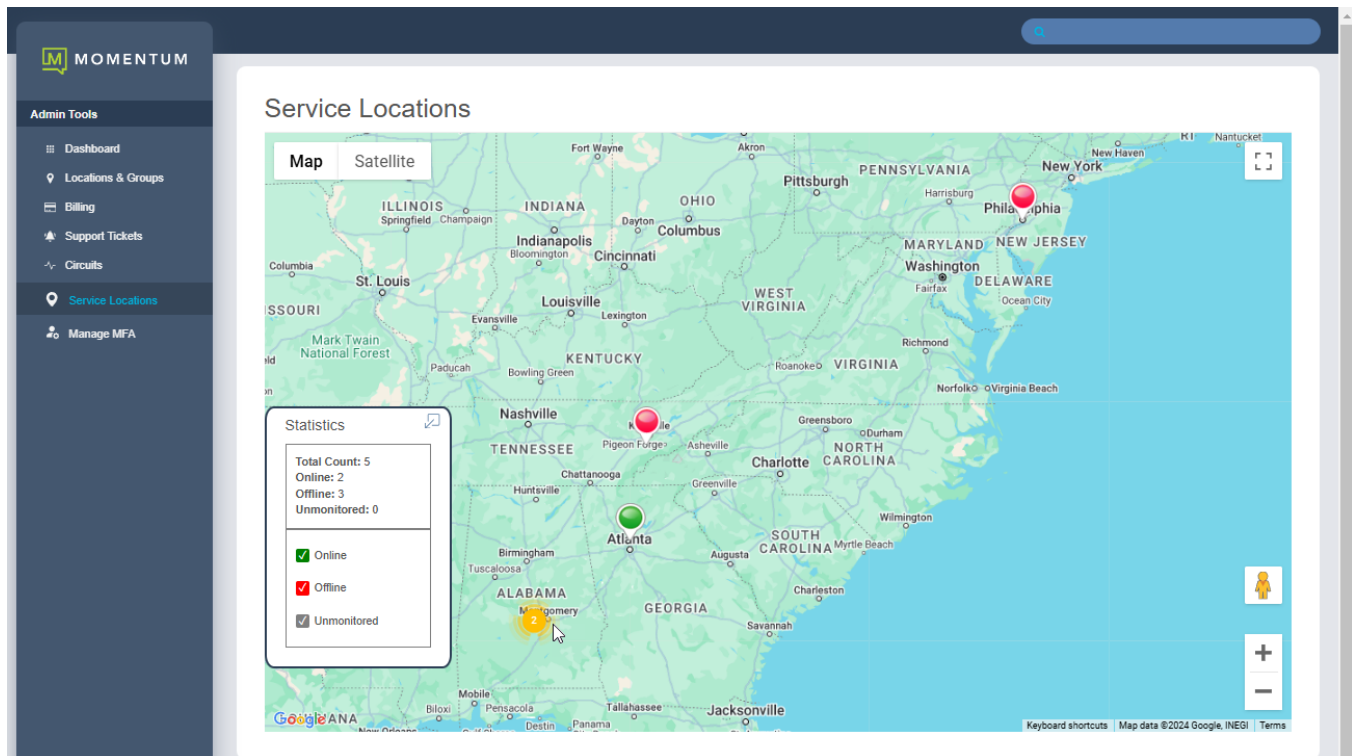 MOMENTUM
Admin Tools
Dashboard
Locations & Groups
Billing
Support Tickets
Circuits
Service Locations
Manage MFA
Service Locations
Map Satellite
Fort Wayne
Akron
RI
Nantucket
New Haven
New York
PENNSYLVANIA
Pittsburgh
Harrisburg
ILLINOIS
INDIANA
OHIO
Springfield
Champaign
Dayton
Columbus
Indianapolis
Bloomington
Cincinnati
MARYLAND
NEW JERSEY
Columbia
Washington
St. Louis
DELAWARE
Fairfax
WEST
VIRGINIA
Ocean City
Louisville
Lexington
Evansville
Mark Twain
National Forest
Richmond
KENTUCKY
Paducah
Bowling Green
Roanoke
VIRGINIA
Norfolk
Virginia Beach
Nashville
Greensboro
Durham
TENNESSEE
Pigeon Forge
Asheville
NORTH
CAROLINA
Charlotte
Chattanooga
Huntsville
Greenville
Wilmington
Atlanta
SOUTH
CAROLINA
Myrtle Beach
Birmingham
Augusta
Tuscaloosa
ALABAMA
Charleston
GEORGIA
2
Savannah
Statistics
Total Count: 5
Online: 2
Offline: 3
Unmonitored: 0
Online
Offline
Unmonitored
Mobile
Biloxi
Pensacola
Tallahassee
Jacksonville
Destin
Panama
Google
Keyboard shortcuts Map data ©2024 Google, INEGI Terms